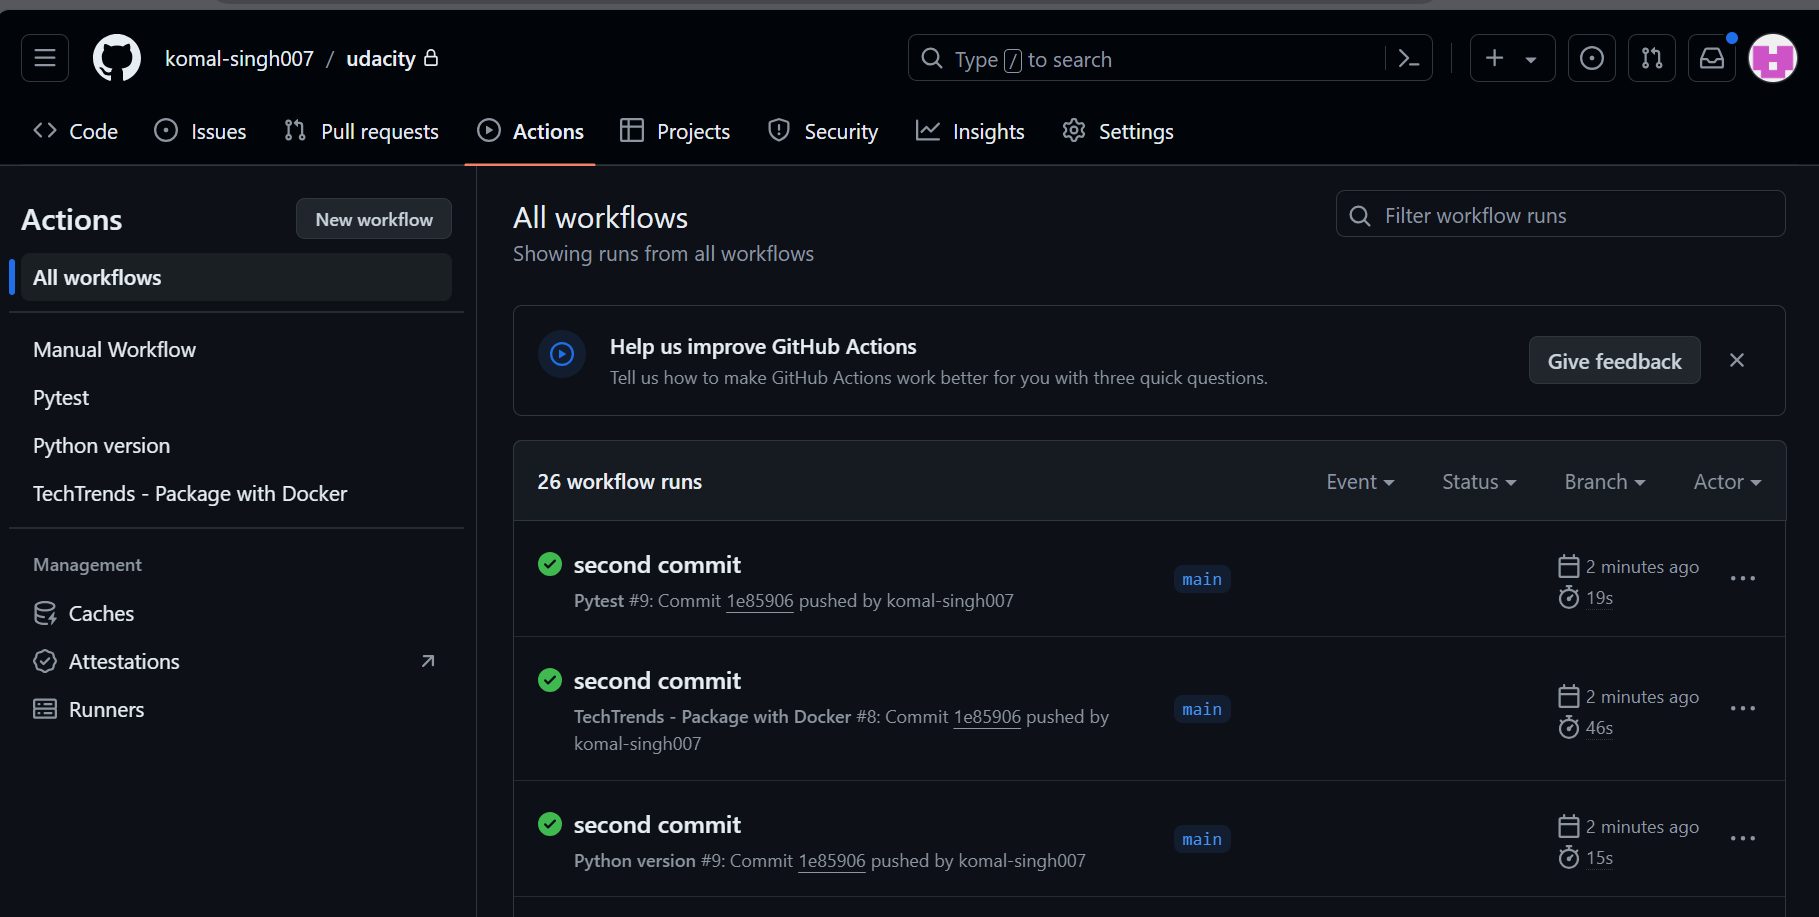 komal-singh007 / udacity
Type / to search
Code
Issues
Pull requests
Actions
Projects
Security
Insights
Settings
Actions
New workflow
All workflows
Manual Workflow
Pytest
Python version
TechTrends - Package with Docker
Management
Caches
Attestations
Runners
All workflows
Showing runs from all workflows
Filter workflow runs
Help us improve GitHub Actions
Tell us how to make GitHub Actions work better for you with three quick questions.
Give feedback
26 workflow runs
Event
Status
Branch
Actor
second commit
Pytest #9: Commit 1e85906 pushed by komal-singh007
main
2 minutes ago
19s
second commit
TechTrends - Package with Docker #8: Commit 1e85906 pushed by
komal-singh007
main
2 minutes ago
46s
second commit
Python version #9: Commit 1e85906 pushed by komal-singh007
main
2 minutes ago
15s